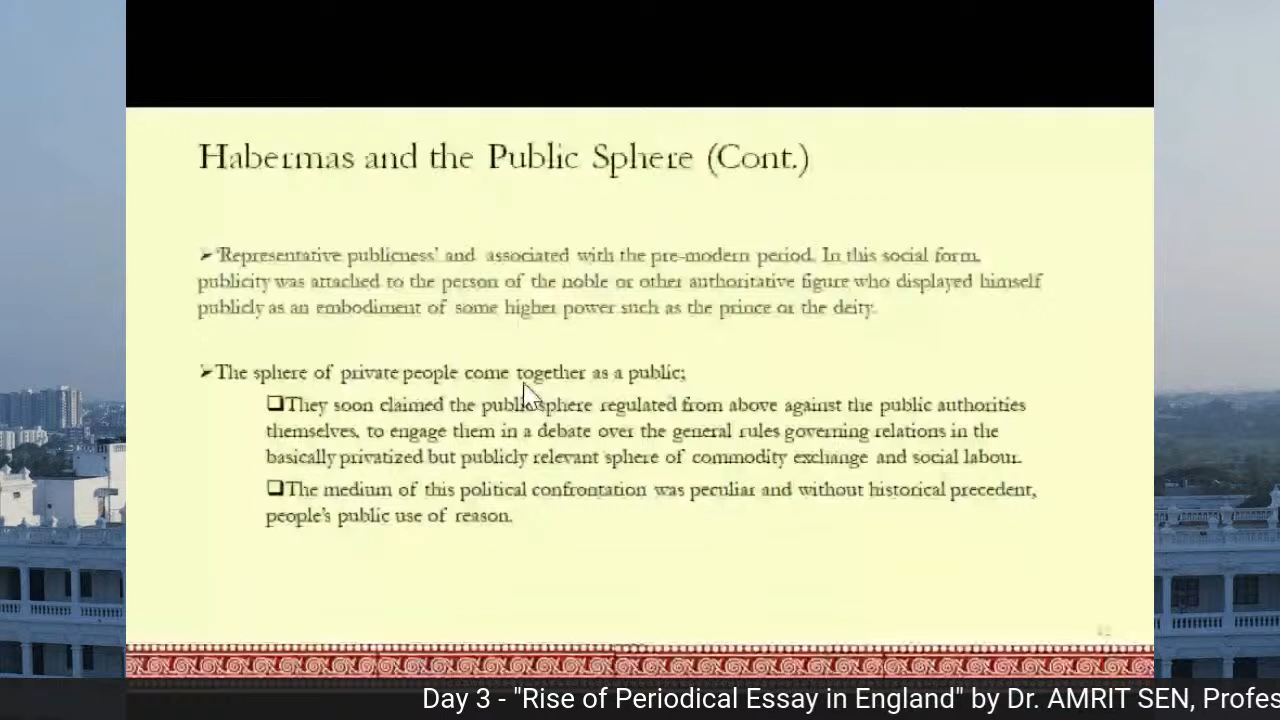 Habermas and the Public Sphere (Cont.)
➢'Representative publicness' and associated with the pre-modern period. In this social form,
publicity was attached to the person of the noble or other authoritative figure who displayed himself
publicly as an embodiment of some higher power such as the prince or the deity.
➢The sphere of private people come together as a public;
❑They soon claimed the public sphere regulated from above against the public authorities
themselves, to engage them in a debate over the general rules governing relations in the
basically privatized but publicly relevant sphere of commodity exchange and social labour.
❑The medium of this political confrontation was peculiar and without historical precedent,
people's public use of reason.
Day 3 - "Rise of Periodical Essay in England" by Dr. AMRIT SEN, Profes